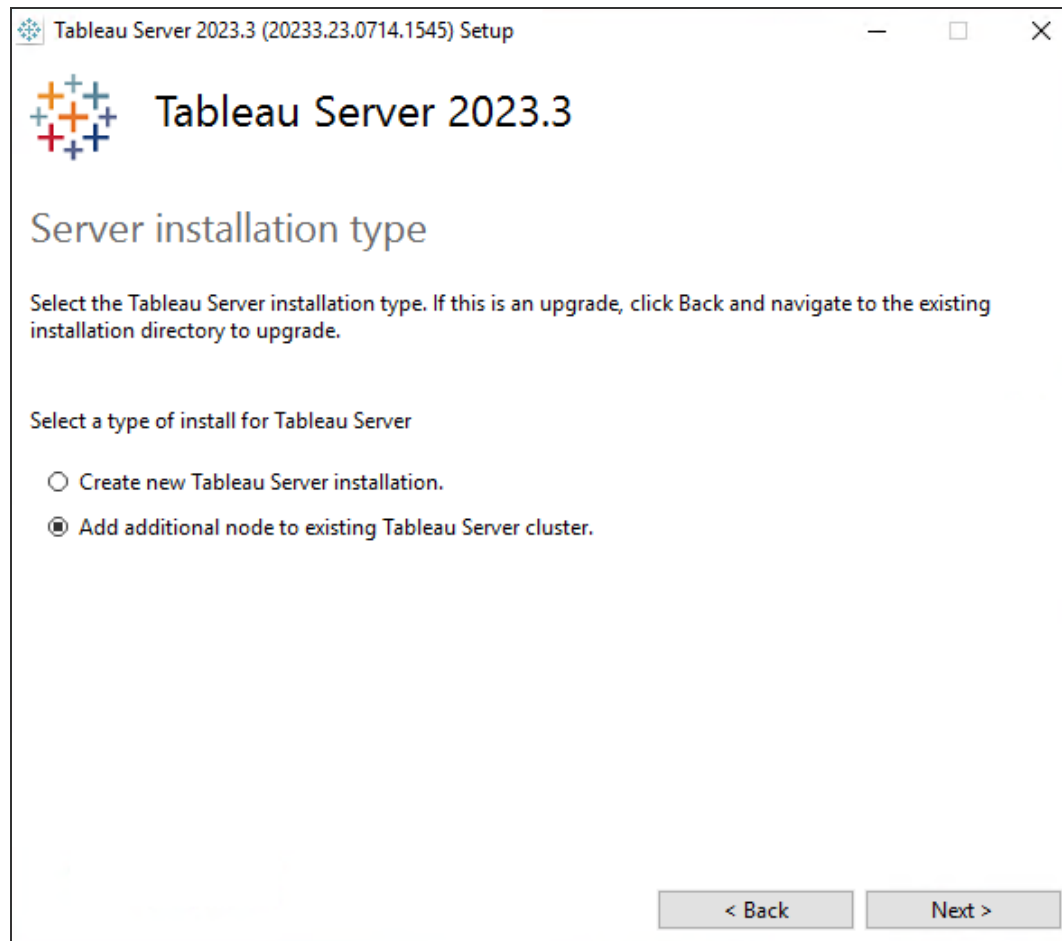 Tableau Server 2023.3 (20233.23.0714.1545) Setup
Tableau Server 2023.3
Server installation type
Select the Tableau Server installation type. If this is an upgrade, click Back and navigate to the existing
installation directory to upgrade.
Select a type of install for Tableau Server
Create new Tableau Server installation.
Add additional node to existing Tableau Server cluster.
< Back
Next >